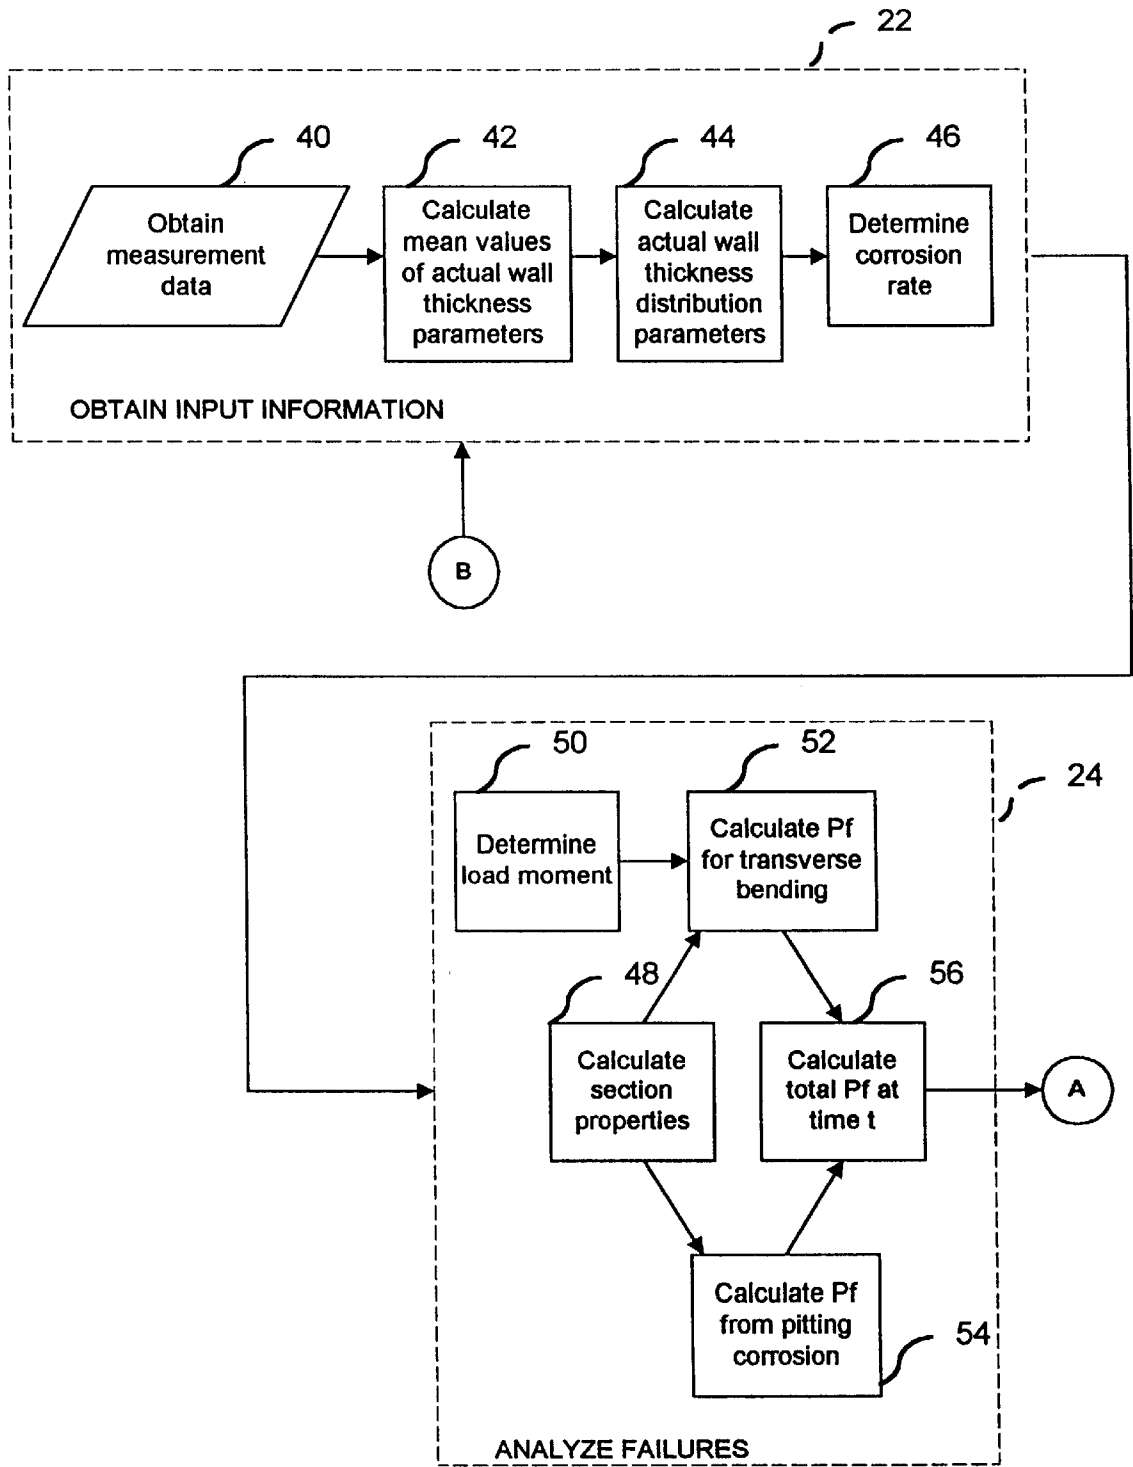 22
40
42
44
46
Obtain
measurement
data
Calculate
mean values
of actual wall
thickness
parameters
Calculate
actual wall
thickness
distribution
parameters
Determine
corrosion
rate
OBTAIN INPUT INFORMATION
B
50
52
24
Determine
load moment
Calculate Pf
for transverse
bending
48
56
Calculate
section
properties
Calculate
total Pf at
time t
A
Calculate Pf
from pitting
corrosion
54
ANALYZE FAILURES